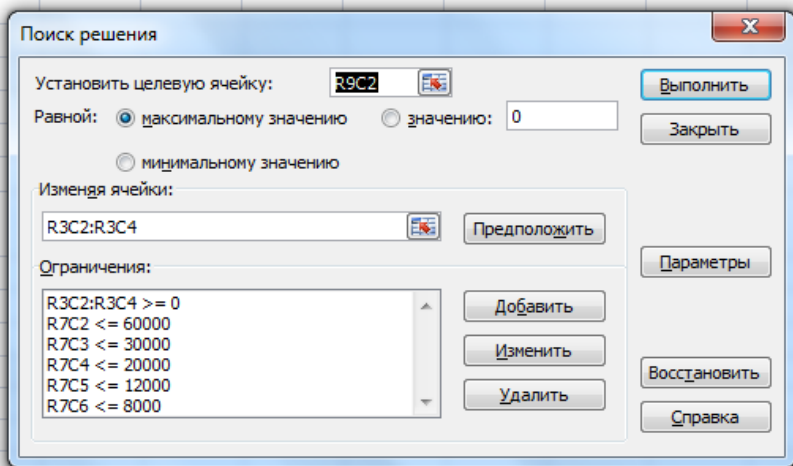 Поиск решения
Установить целевую ячейку: R9C2
Выполнить
Равной: максимальному значению значению: 0
Закрыть
минимальному значению
Изменяя ячейки:
R3C2:R3C4
Предположить
Ограничения:
Параметры
R3C2:R3C4 >= 0
R7C2 <= 60000
R7C3 <= 30000
R7C4 <= 20000
R7C5 <= 12000
R7C6 <= 8000
Добавить
Изменить
Удалить
Восстановить
Справка